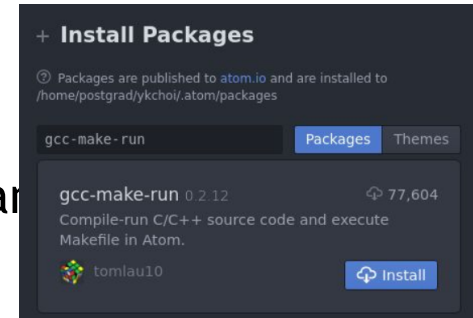 + Install Packages
? Packages are published to atom.io and are installed to
/home/postgrad/ykchoi/.atom/packages
gcc-make-run
Packages Themes
gcc-make-run 0.2.12 77,604
Compile-run C/C++ source code and execute
Makefile in Atom.
tomlau10
Install